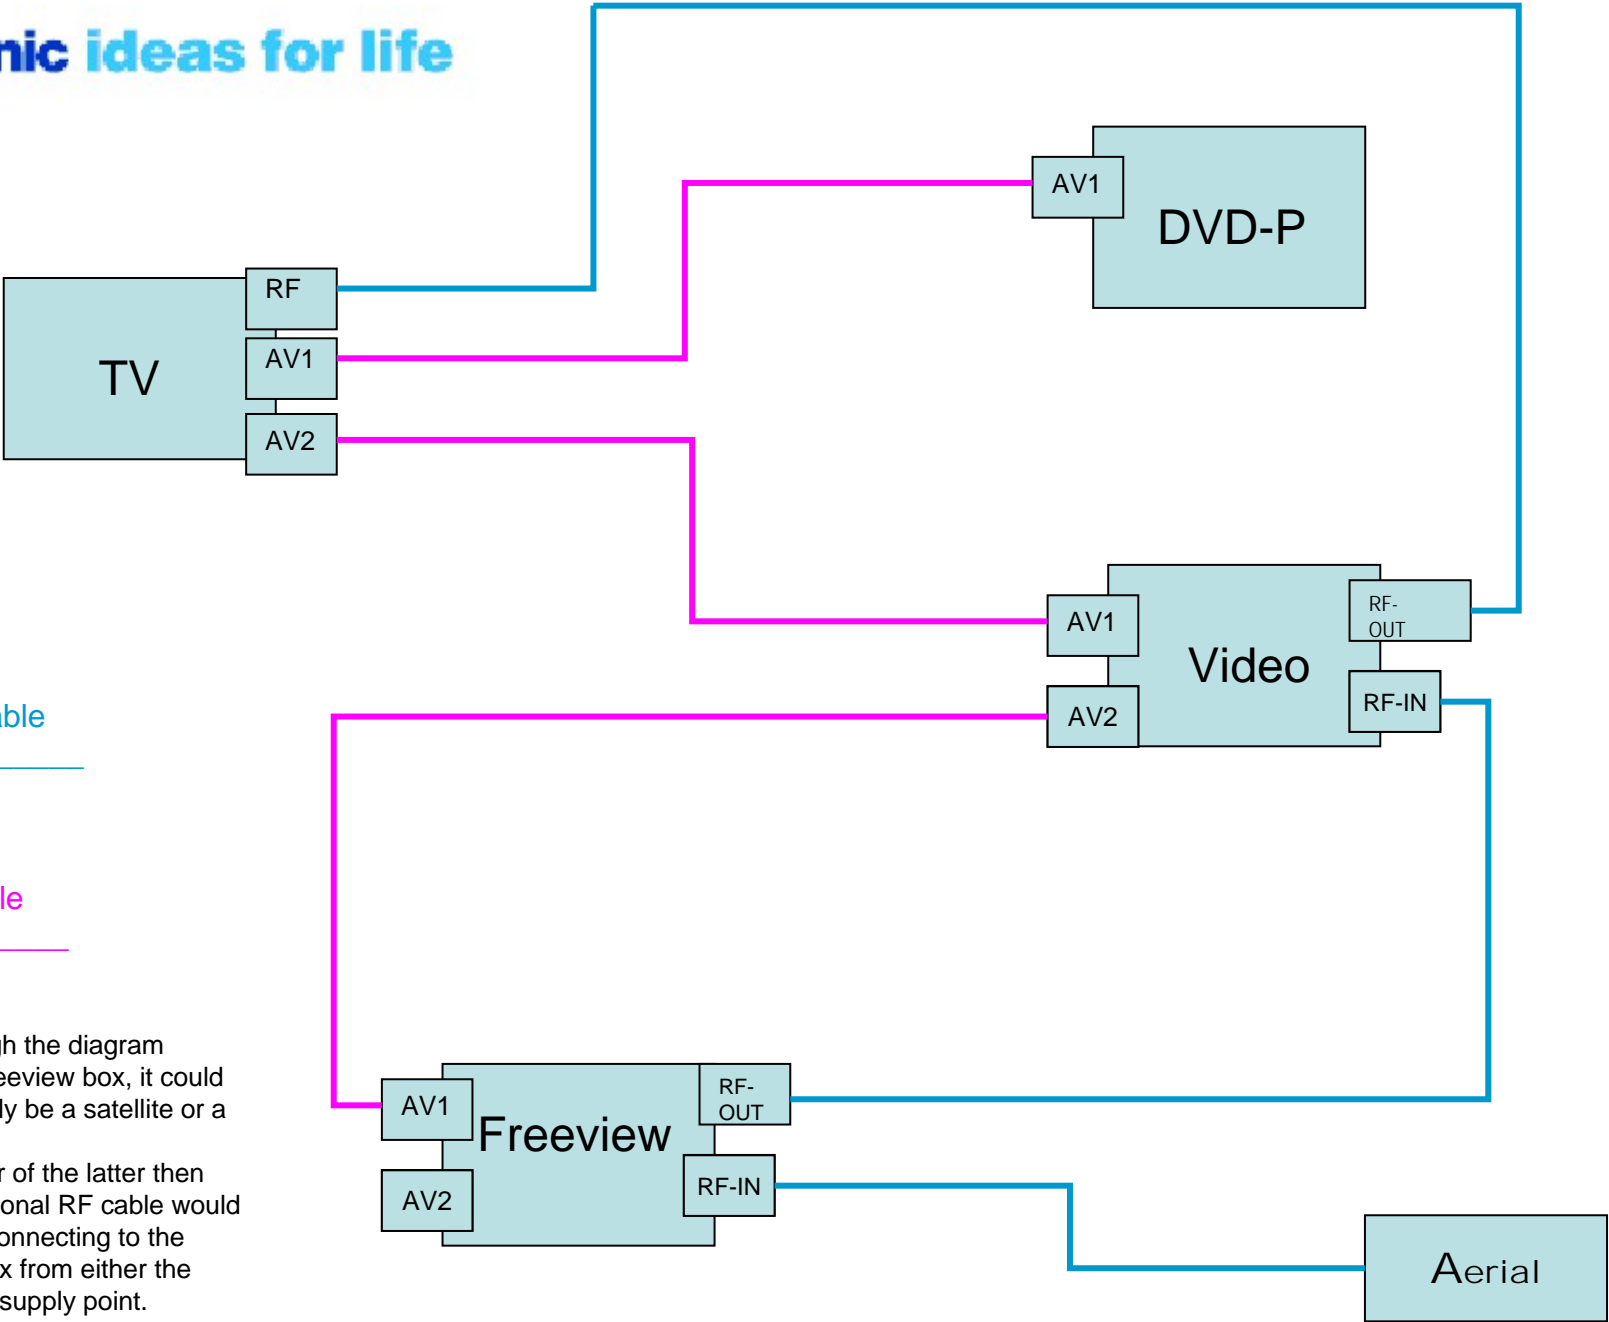 nic ideas for life
AV1
DVD-P
RF
TV
AV1
AV2
AV1
Video
RF-
OUT
AV2
RF-IN
able
le
gh the diagram
eeview box, it could
ly be a satellite or a
r of the latter then
onal RF cable would
onnecting to the
x from either the
supply point.
AV1
Freeview
RF-
OUT
AV2
RF-IN
Aerial